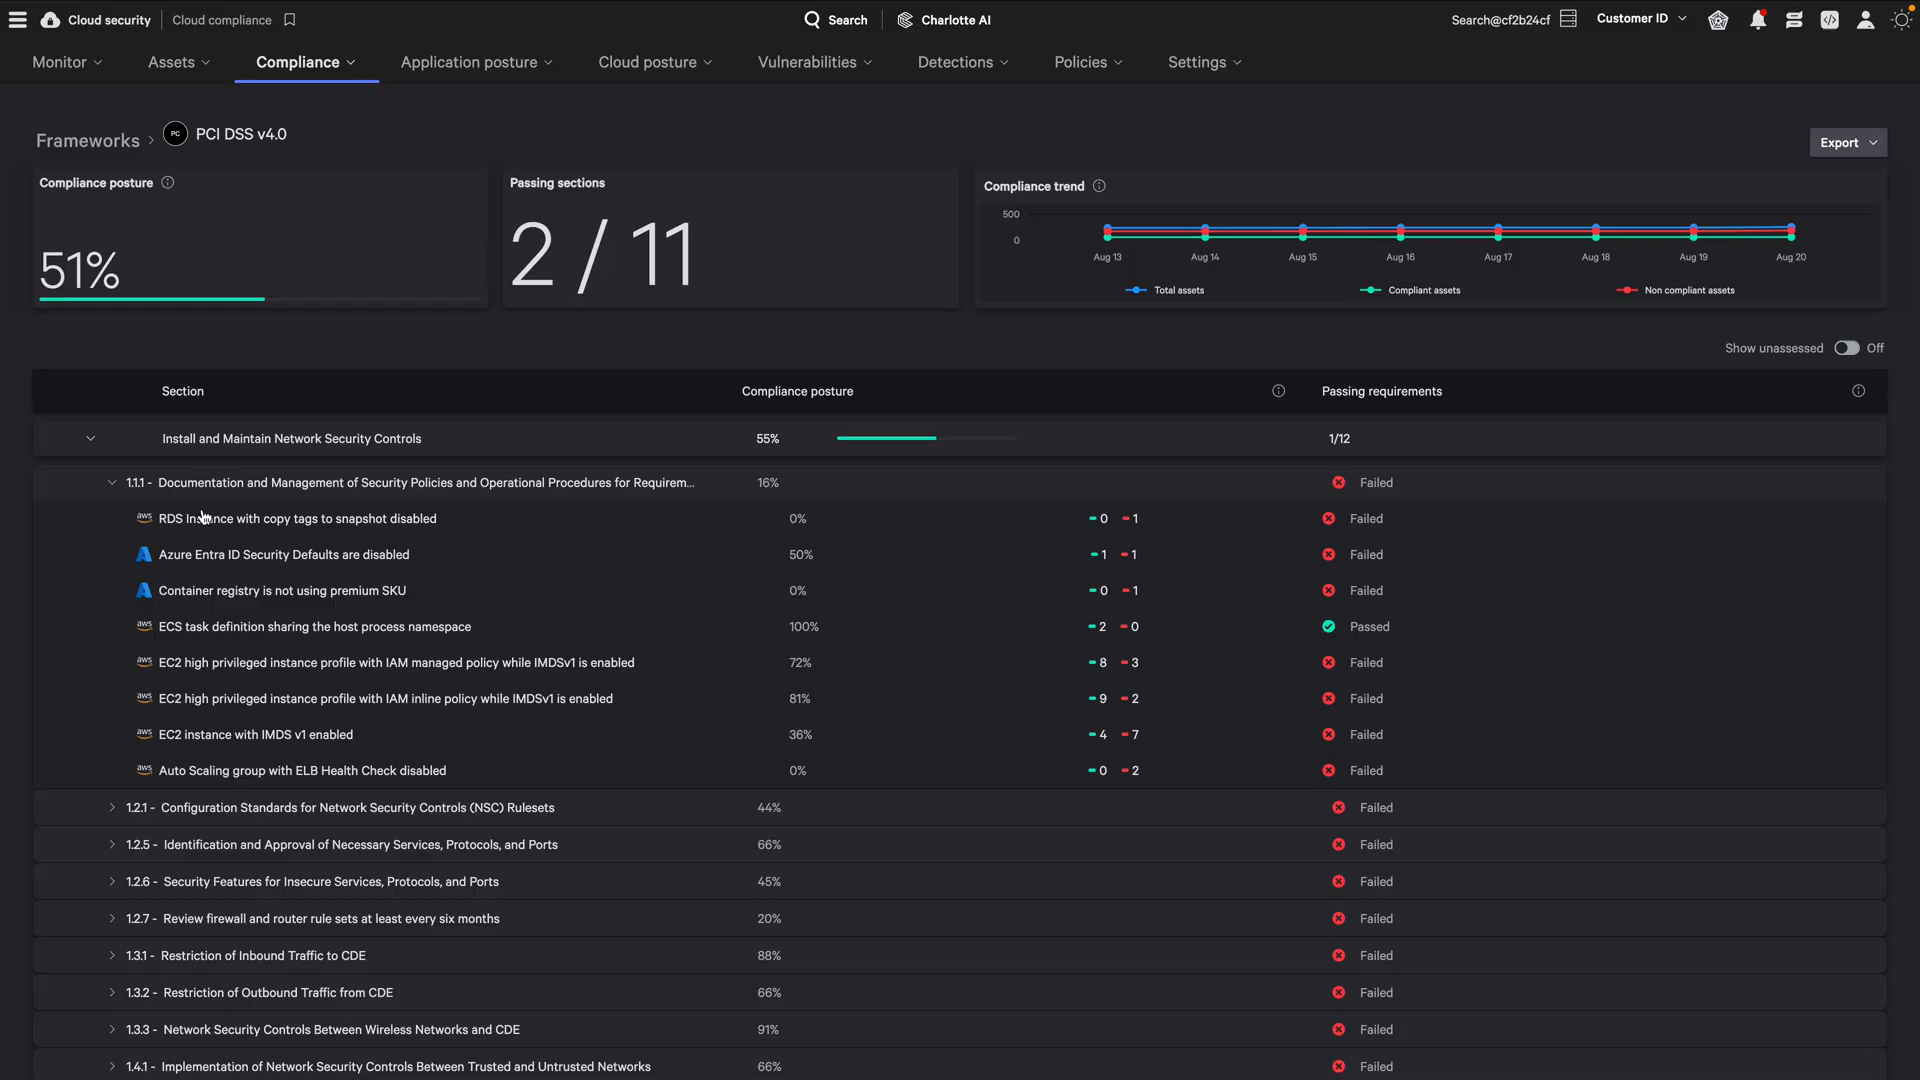 Cloud security Cloud compliance Search Charlotte AI Search@cf2b24cf Customer ID
Monitor Assets Compliance Application posture Cloud posture Vulnerabilities Detections Policies Settings
Frameworks PC PCI DSS v4.0
Export
Compliance posture
51%
Passing sections
2 / 11
Compliance trend
500
0
Aug 13 Aug 14 Aug 15 Aug 16 Aug 17 Aug 18 Aug 19 Aug 20
Total assets Compliant assets Non compliant assets
Show unassessed Off
Section Compliance posture Passing requirements
Install and Maintain Network Security Controls 55% 1/12
1.1.1 - Documentation and Management of Security Policies and Operational Procedures for Requirem... 16% Failed
aws RDS Instance with copy tags to snapshot disabled 0% 0 1 Failed
Azure Entra ID Security Defaults are disabled 50% 1 1 Failed
Container registry is not using premium SKU 0% 0 1 Failed
aws ECS task definition sharing the host process namespace 100% 2 0 Passed
aws EC2 high privileged instance profile with IAM managed policy while IMDSv1 is enabled 72% 8 3 Failed
aws EC2 high privileged instance profile with IAM inline policy while IMDSv1 is enabled 81% 9 2 Failed
aws EC2 instance with IMDS v1 enabled 36% 4 7 Failed
aws Auto Scaling group with ELB Health Check disabled 0% 0 2 Failed
1.2.1 - Configuration Standards for Network Security Controls (NSC) Rulesets 44% Failed
1.2.5 - Identification and Approval of Necessary Services, Protocols, and Ports 66% Failed
1.2.6 - Security Features for Insecure Services, Protocols, and Ports 45% Failed
1.2.7 - Review firewall and router rule sets at least every six months 20% Failed
1.3.1 - Restriction of Inbound Traffic to CDE 88% Failed
1.3.2 - Restriction of Outbound Traffic from CDE 66% Failed
1.3.3 - Network Security Controls Between Wireless Networks and CDE 91% Failed
1.4.1 - Implementation of Network Security Controls Between Trusted and Untrusted Networks 66% Failed